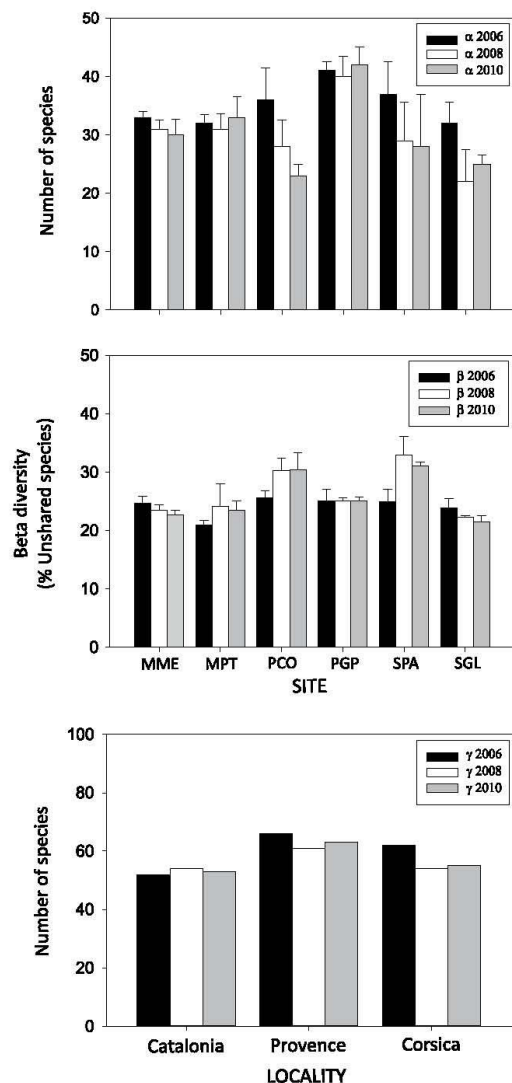 50
α 2006
α 2008
α 2010
40
30
20
10
0
Number of species
50
β 2006
β 2008
β 2010
40
30
20
10
0
Beta diversity
(% Unshared species)
MME MPT PCO PGP SPA SGL
SITE
100
γ 2006
γ 2008
γ 2010
80
60
40
20
0
Number of species
Catalonia Provence Corsica
LOCALITY